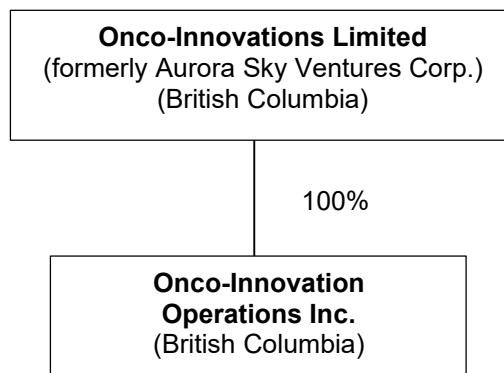 Onco-Innovations Limited
(formerly Aurora Sky Ventures Corp.)
(British Columbia)
100%
Onco-Innovation
Operations Inc.
(British Columbia)